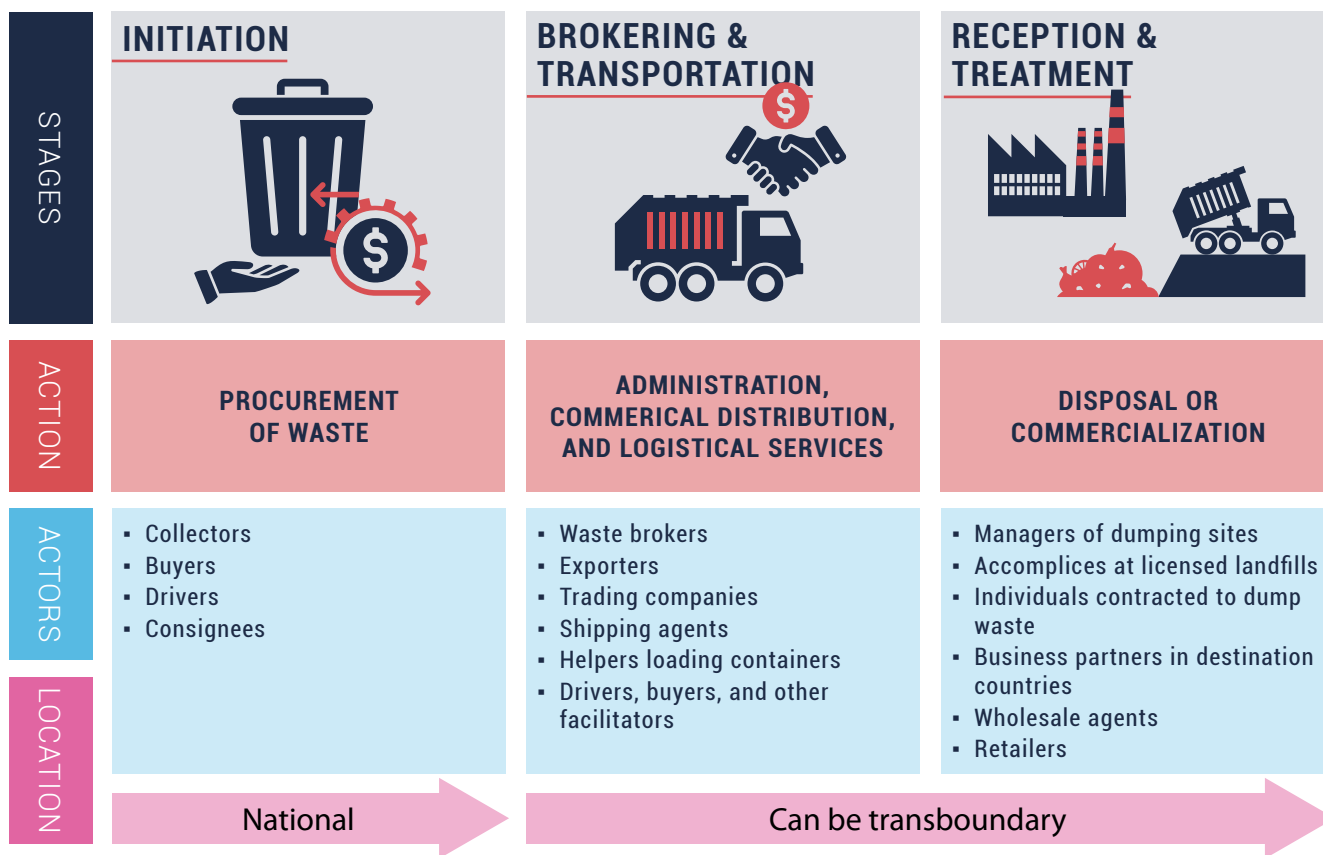 STAGES
INITIATION
BROKERING &
TRANSPORTATION
$
RECEPTION &
TREATMENT
$
ACTION
PROCUREMENT
OF WASTE
ADMINISTRATION,
COMMERICAL DISTRIBUTION,
AND LOGISTICAL SERVICES
DISPOSAL OR
COMMERCIALIZATION
ACTORS
▪ Collectors
▪ Buyers
▪ Drivers
▪ Consignees
▪ Waste brokers
▪ Exporters
▪ Trading companies
▪ Shipping agents
▪ Helpers loading containers
▪ Drivers, buyers, and other
facilitators
▪ Managers of dumping sites
▪ Accomplices at licensed landfills
▪ Individuals contracted to dump
waste
▪ Business partners in destination
countries
▪ Wholesale agents
▪ Retailers
LOCATION
National
Can be transboundary